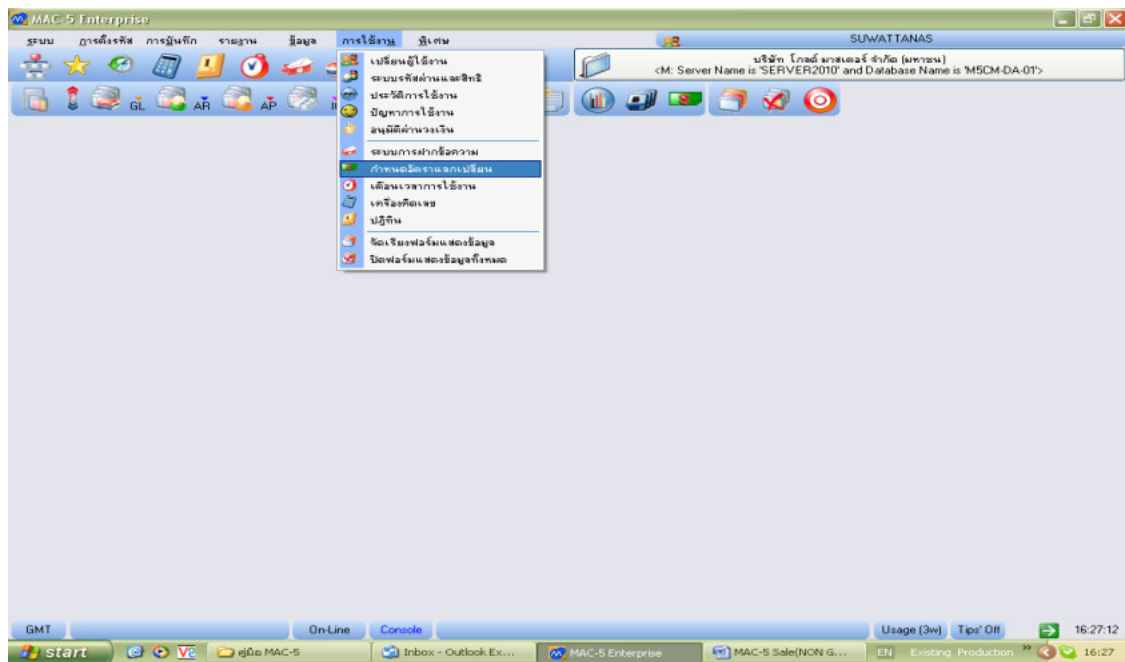 MAC-5 Enterprise
ระบบ การตั้งรหัส การบันทึก รายงาน ข้อมูล การใช้งาน พิเศษ SUWATTANAS
บริษัท โกลด์ มาสเตอร์ จำกัด (มหาชน)
<M: Server Name is 'SERVER2010' and Database Name is 'M5CM-DA-01'>
GL AR AP
เปลี่ยนผู้ใช้งาน
ระบบรหัสผ่านและสิทธิ
ประวัติการใช้งาน
ปัญหาการใช้งาน
อนุมัติผ่านวงเงิน
ระบบการฝากข้อความ
กำหนดอัตราแลกเปลี่ยน
เตือนเวลาการใช้งาน
เครื่องคิดเลข
ปฏิทิน
จัดเรียงฟอร์มแสดงข้อมูล
ปิดฟอร์มแสดงข้อมูลทั้งหมด
GMT On-Line Console Usage (3w) Tips' Off 16:27:12
start V2 คู่มือ MAC-5 Inbox - Outlook Ex... MAC-5 Enterprise MAC-5 Sale(NON G... EN Existing Production 16:27